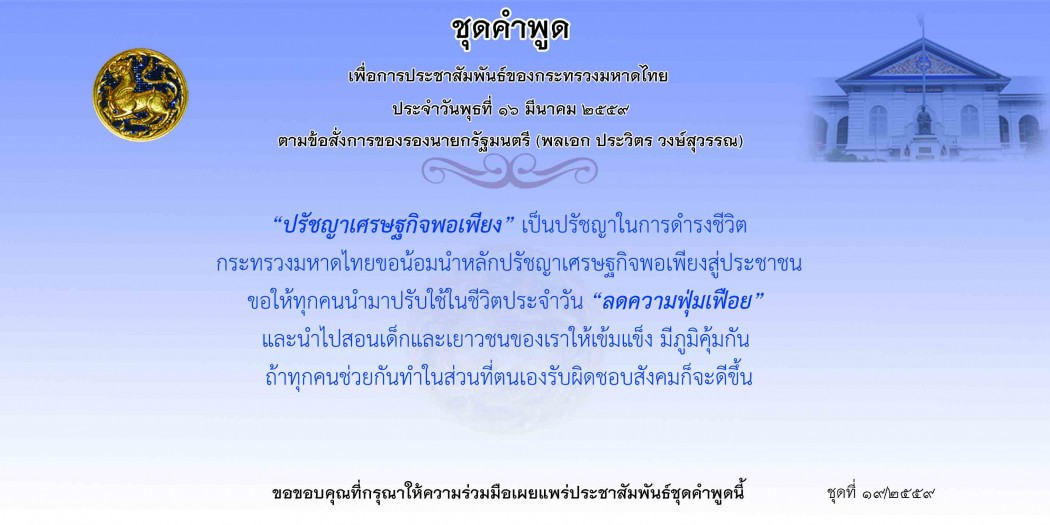 ชุดคำพูด
เพื่อการประชาสัมพันธ์ของกระทรวงมหาดไทย
ประจำวันพุธที่ ๑๖ มีนาคม ๒๕๕๙
ตามข้อสั่งการของรองนายกรัฐมนตรี (พลเอก ประวิตร วงษ์สุวรรณ)
“ปรัชญาเศรษฐกิจพอเพียง” เป็นปรัชญาในการดำรงชีวิต
กระทรวงมหาดไทยขอน้อมนำหลักปรัชญาเศรษฐกิจพอเพียงสู่ประชาชน
ขอให้ทุกคนนำมาปรับใช้ในชีวิตประจำวัน “ลดความฟุ่มเฟือย”
และนำไปสอนเด็กและเยาวชนของเราให้เข้มแข็ง มีภูมิคุ้มกัน
ถ้าทุกคนช่วยกันทำในส่วนที่ตนเองรับผิดชอบสังคมก็จะดีขึ้น
ขอขอบคุณที่กรุณาให้ความร่วมมือเผยแพร่ประชาสัมพันธ์ชุดคำพูดนี้ ชุดที่ ๑๙/๒๕๕๙